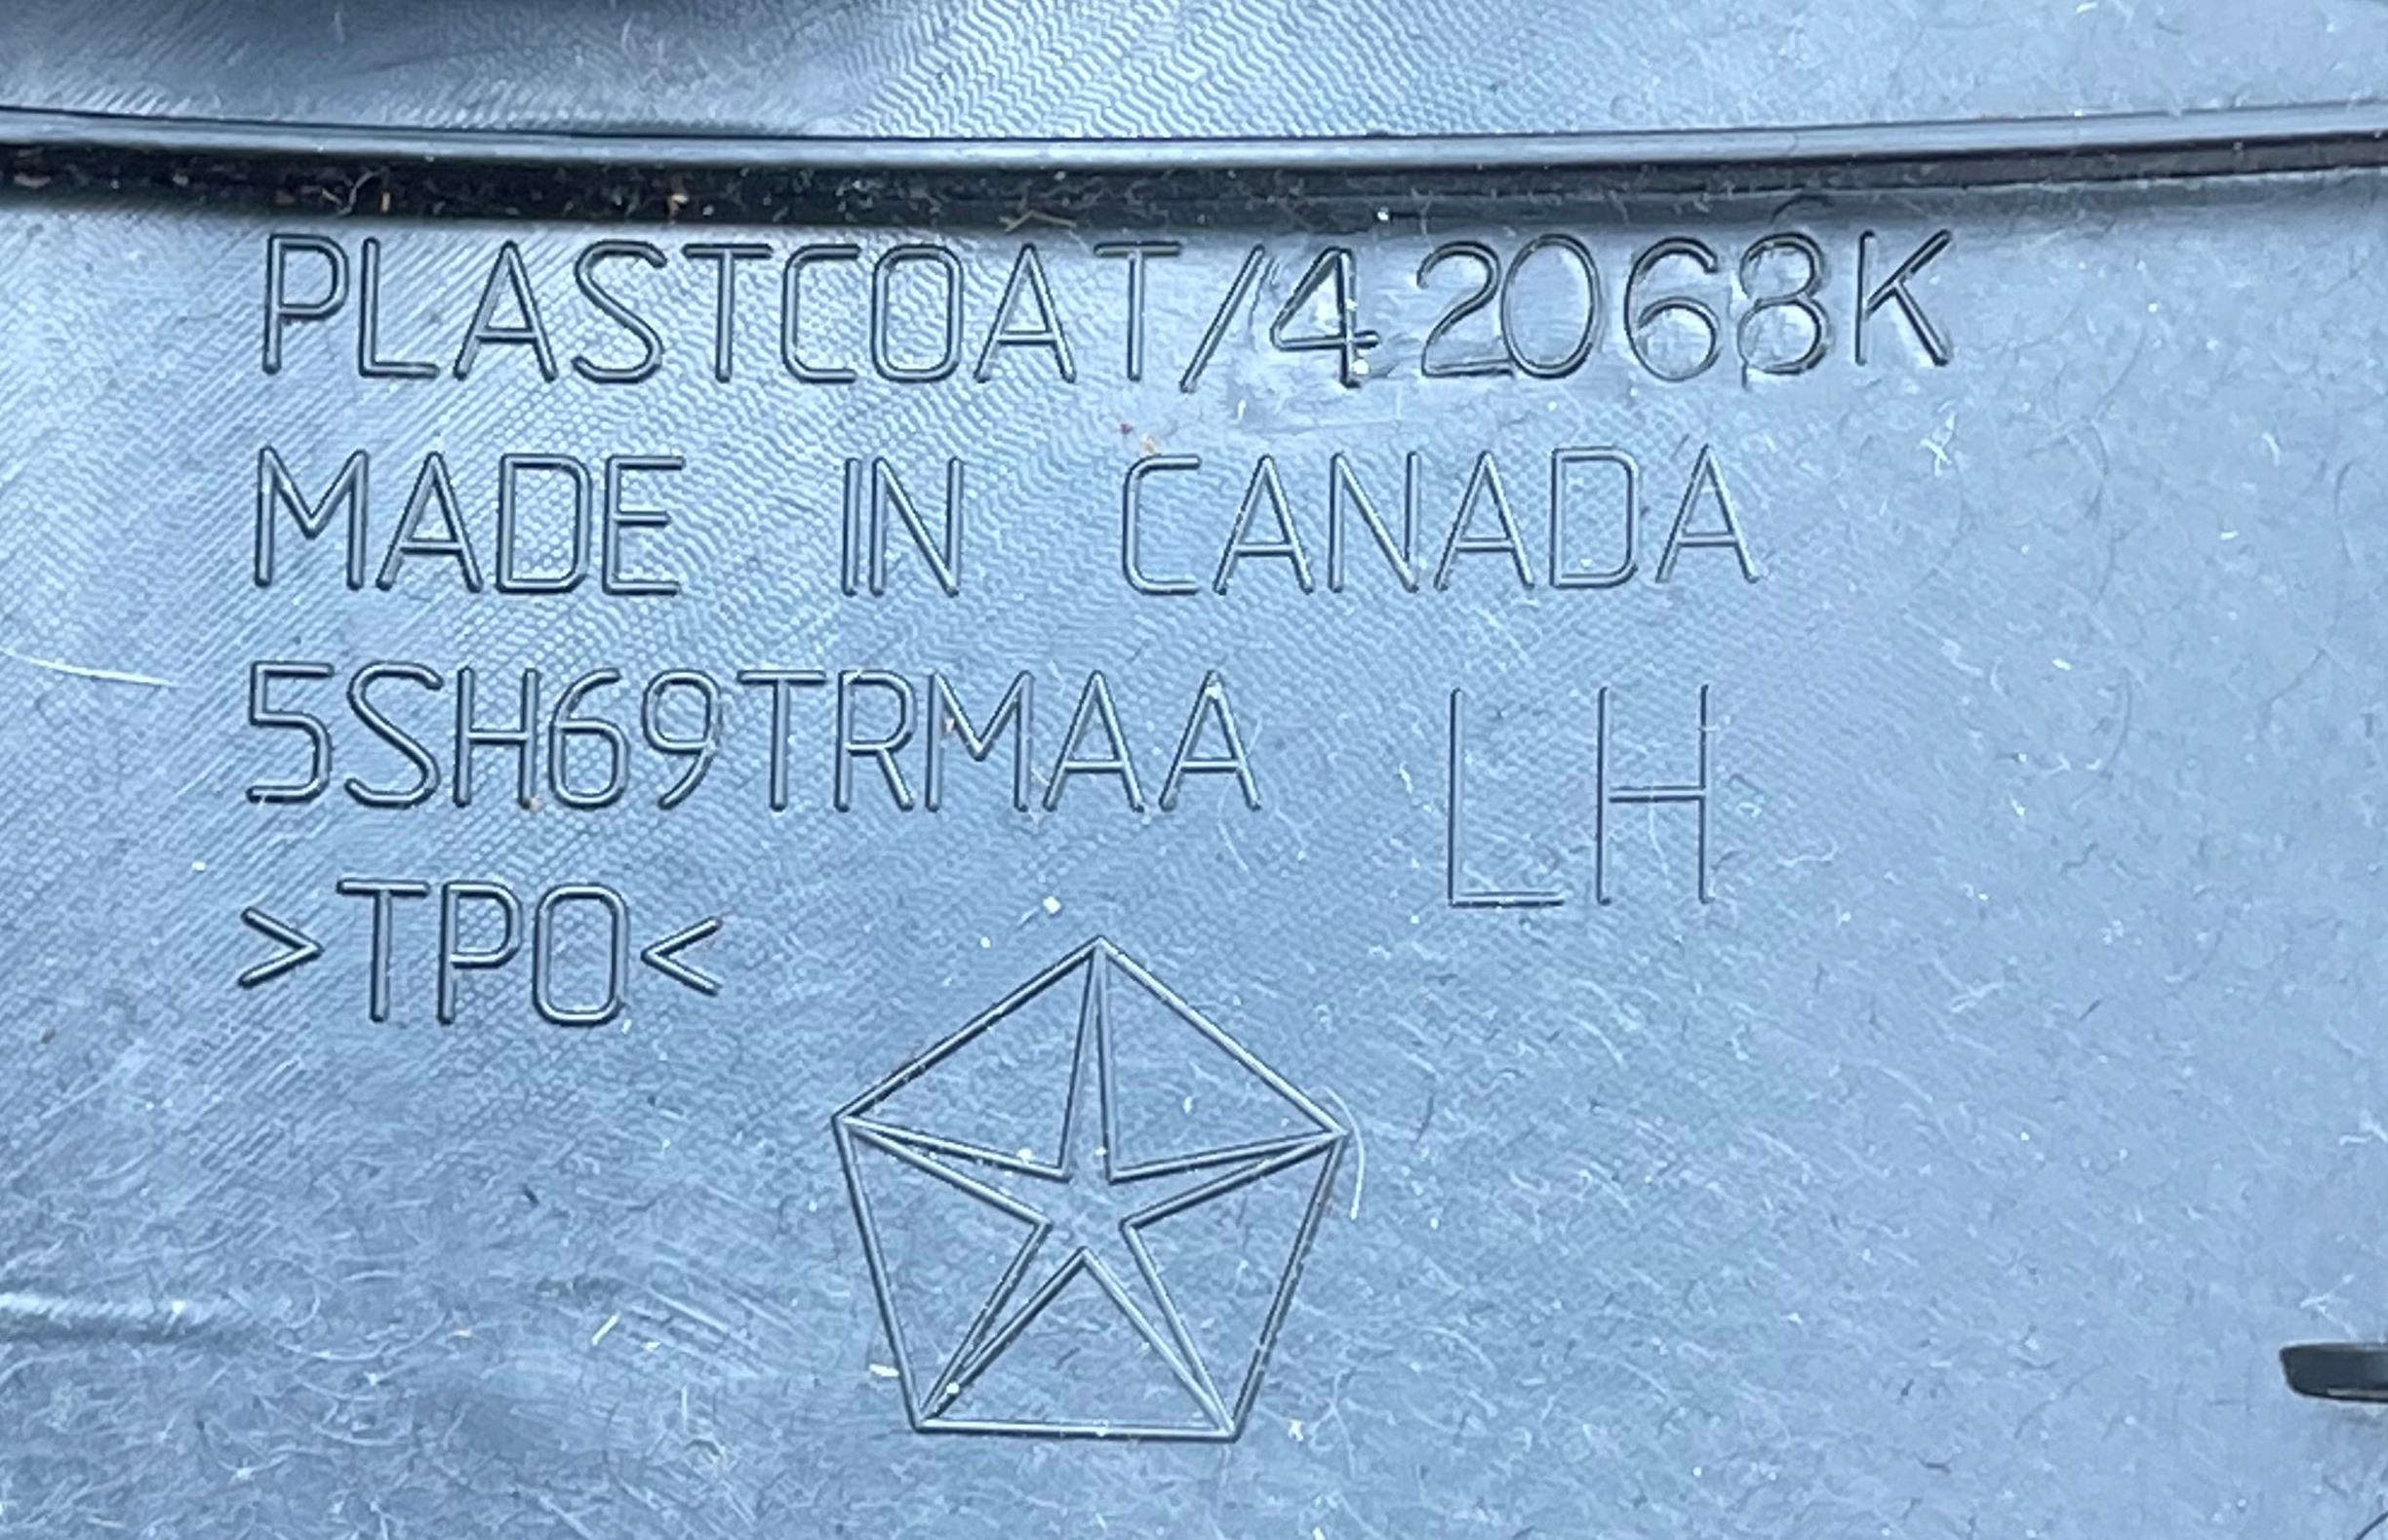 PLASTCOAT/42068K
MADE IN CANADA
5SH69TRMAA LH
>TPO<